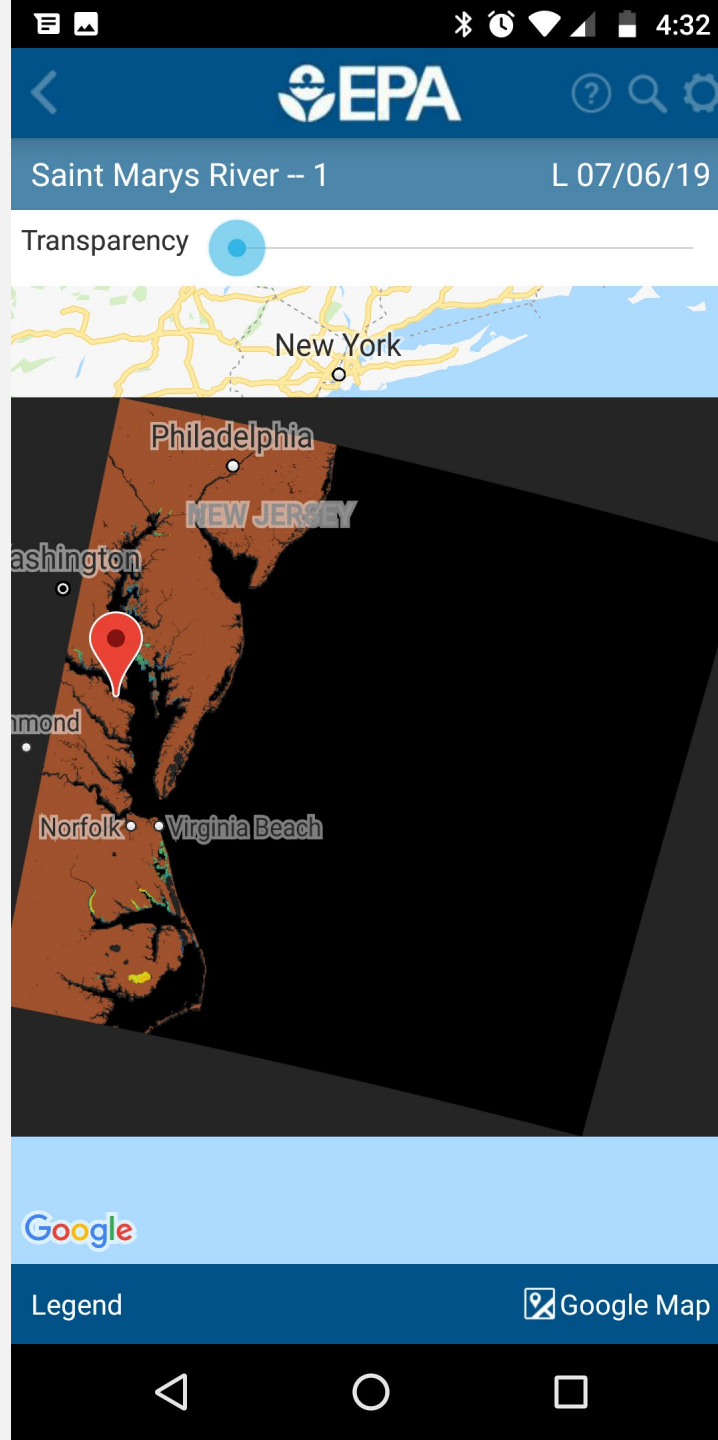 4:32
EPA
Saint Marys River -- 1
L 07/06/19
Transparency
New York
Philadelphia
NEW JERSEY
ashington
mond
Norfolk
Virginia Beach
Google
Legend
Google Map